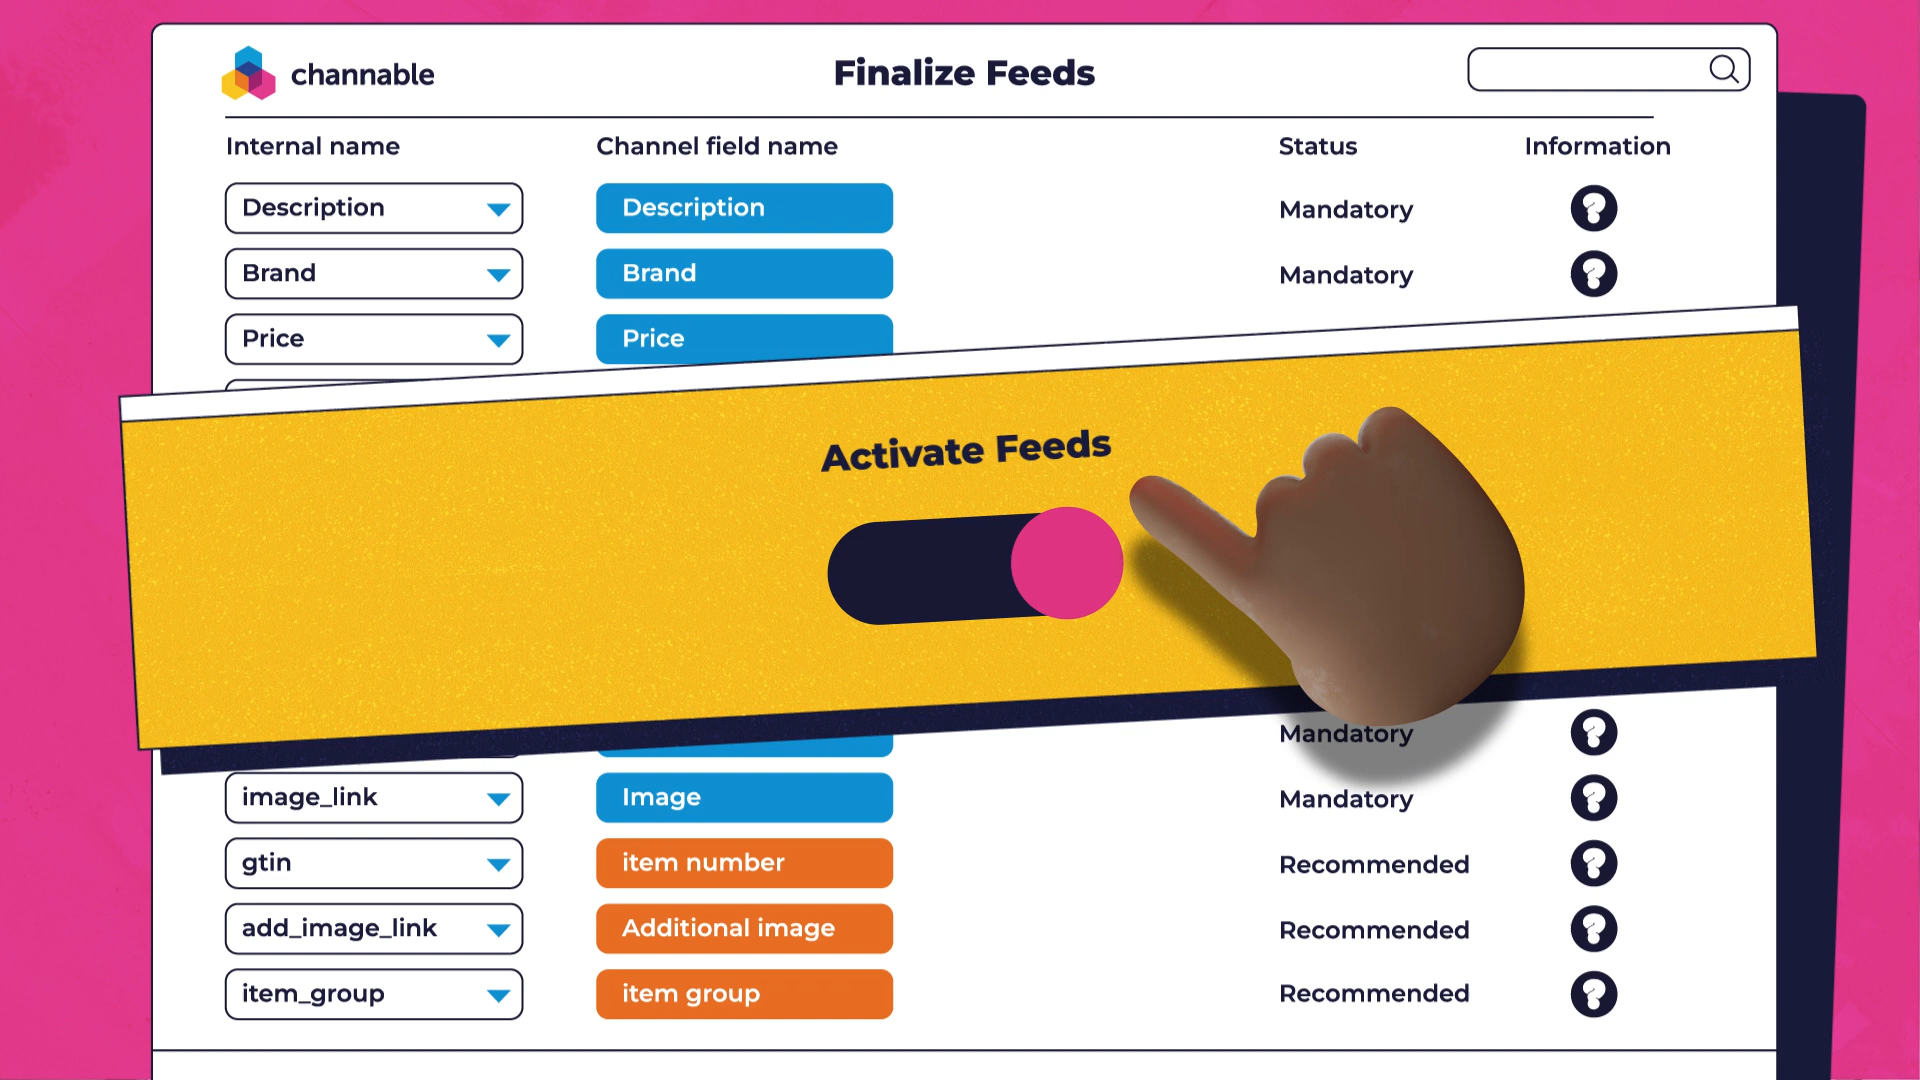 channable
Finalize Feeds
Internal name Channel field name Status Information
Description Description Mandatory ?
Brand Brand Mandatory ?
Price Price
Activate Feeds
Mandatory ?
image_link Image Mandatory ?
gtin item number Recommended ?
add_image_link Additional image Recommended ?
item_group item group Recommended ?